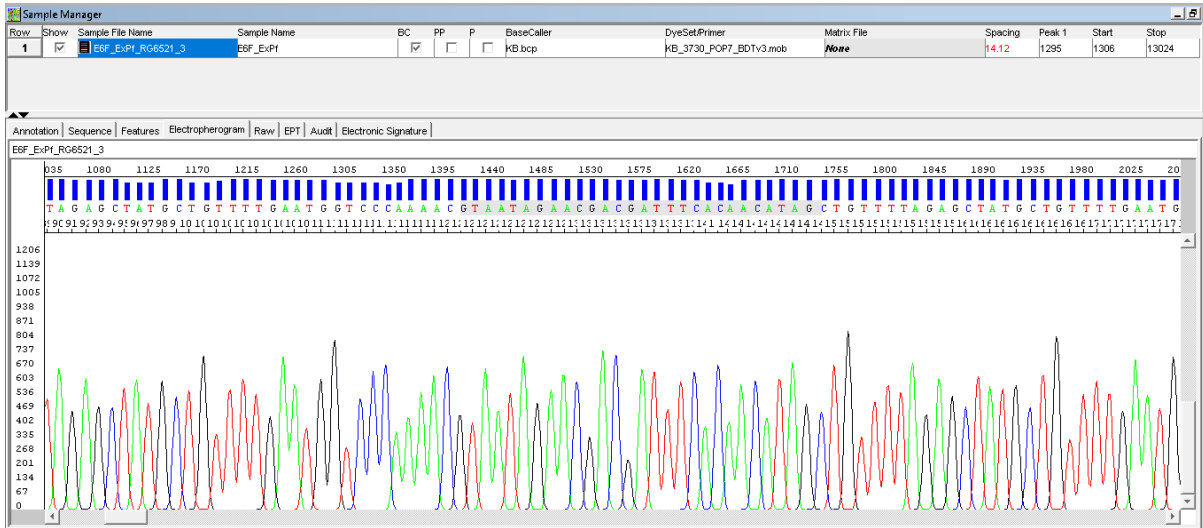 Sample Manager
Row Show Sample File Name Sample Name BC PP P BaseCaller DyeSet/Primer Matrix File Spacing Peak 1 Start Stop
1 E6F_ExPf_RG6521_3 E6F_ExPf KB.bcp KB_3730_POP7_BDTv3.mob None 14.12 1295 1306 13024
Annotation Sequence Features Electropherogram Raw EPT Audit Electronic Signature
E6F_ExPf_RG6521_3
035 1080 1125 1170 1215 1260 1305 1350 1395 1440 1485 1530 1575 1620 1665 1710 1755 1800 1845 1890 1935 1980 2025 20
T A G A G C T A T G C T G T T T T G A A T G G T C C C A A A A C G T A A T A G A A C G A C G A T T T C A C A A C A T A G C T G T T T T A G A G C T A T G C T G T T T T G A A T G
1206
1139
1072
1005
938
871
804
737
670
603
536
469
402
335
268
201
134
67
0